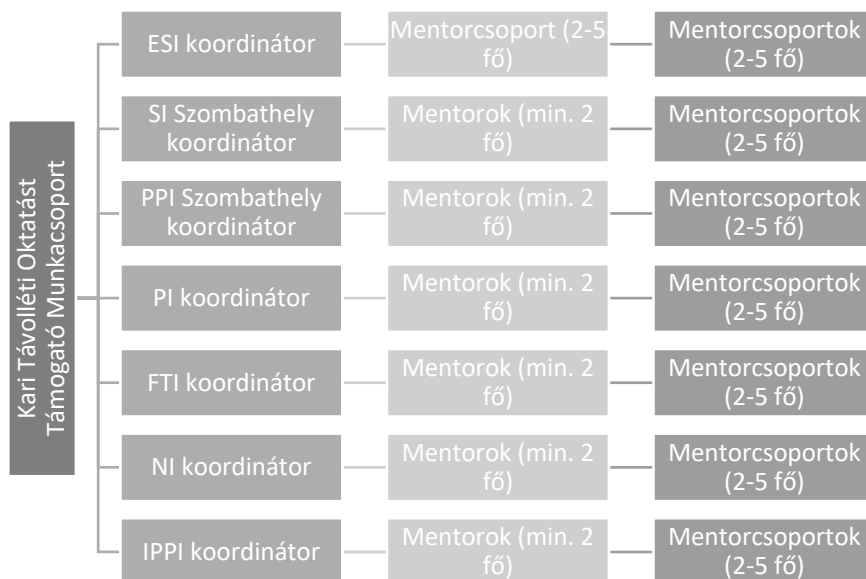 Kari Távolléti Oktatást
Támogató Munkacsoport
ESI koordinátor
Mentorcsoport (2-5
fő)
Mentorcsoportok
(2-5 fő)
SI Szombathely
koordinátor
Mentorok (min. 2
fő)
Mentorcsoportok
(2-5 fő)
PPI Szombathely
koordinátor
Mentorok (min. 2
fő)
Mentorcsoportok
(2-5 fő)
PI koordinátor
Mentorok (min. 2
fő)
Mentorcsoportok
(2-5 fő)
FTI koordinátor
Mentorok (min. 2
fő)
Mentorcsoportok
(2-5 fő)
NI koordinátor
Mentorok (min. 2
fő)
Mentorcsoportok
(2-5 fő)
IPPI koordinátor
Mentorok (min. 2
fő)
Mentorcsoportok
(2-5 fő)